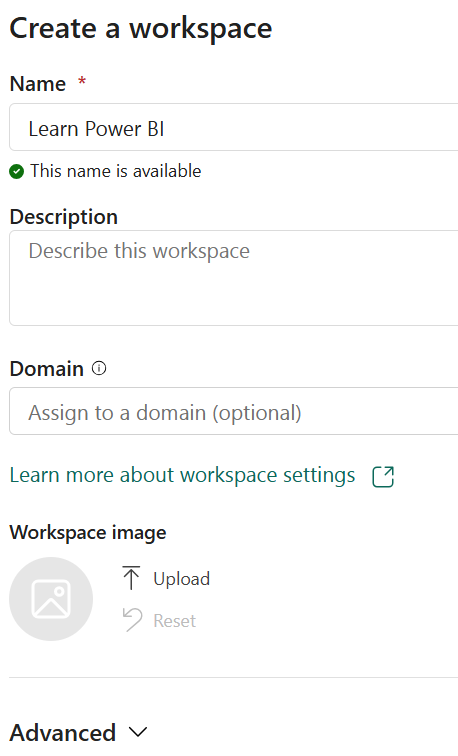 Create a workspace
Name *
Learn Power BI
This name is available
Description
Describe this workspace
Domain
Assign to a domain (optional)
Learn more about workspace settings
Workspace image
Upload
Reset
Advanced